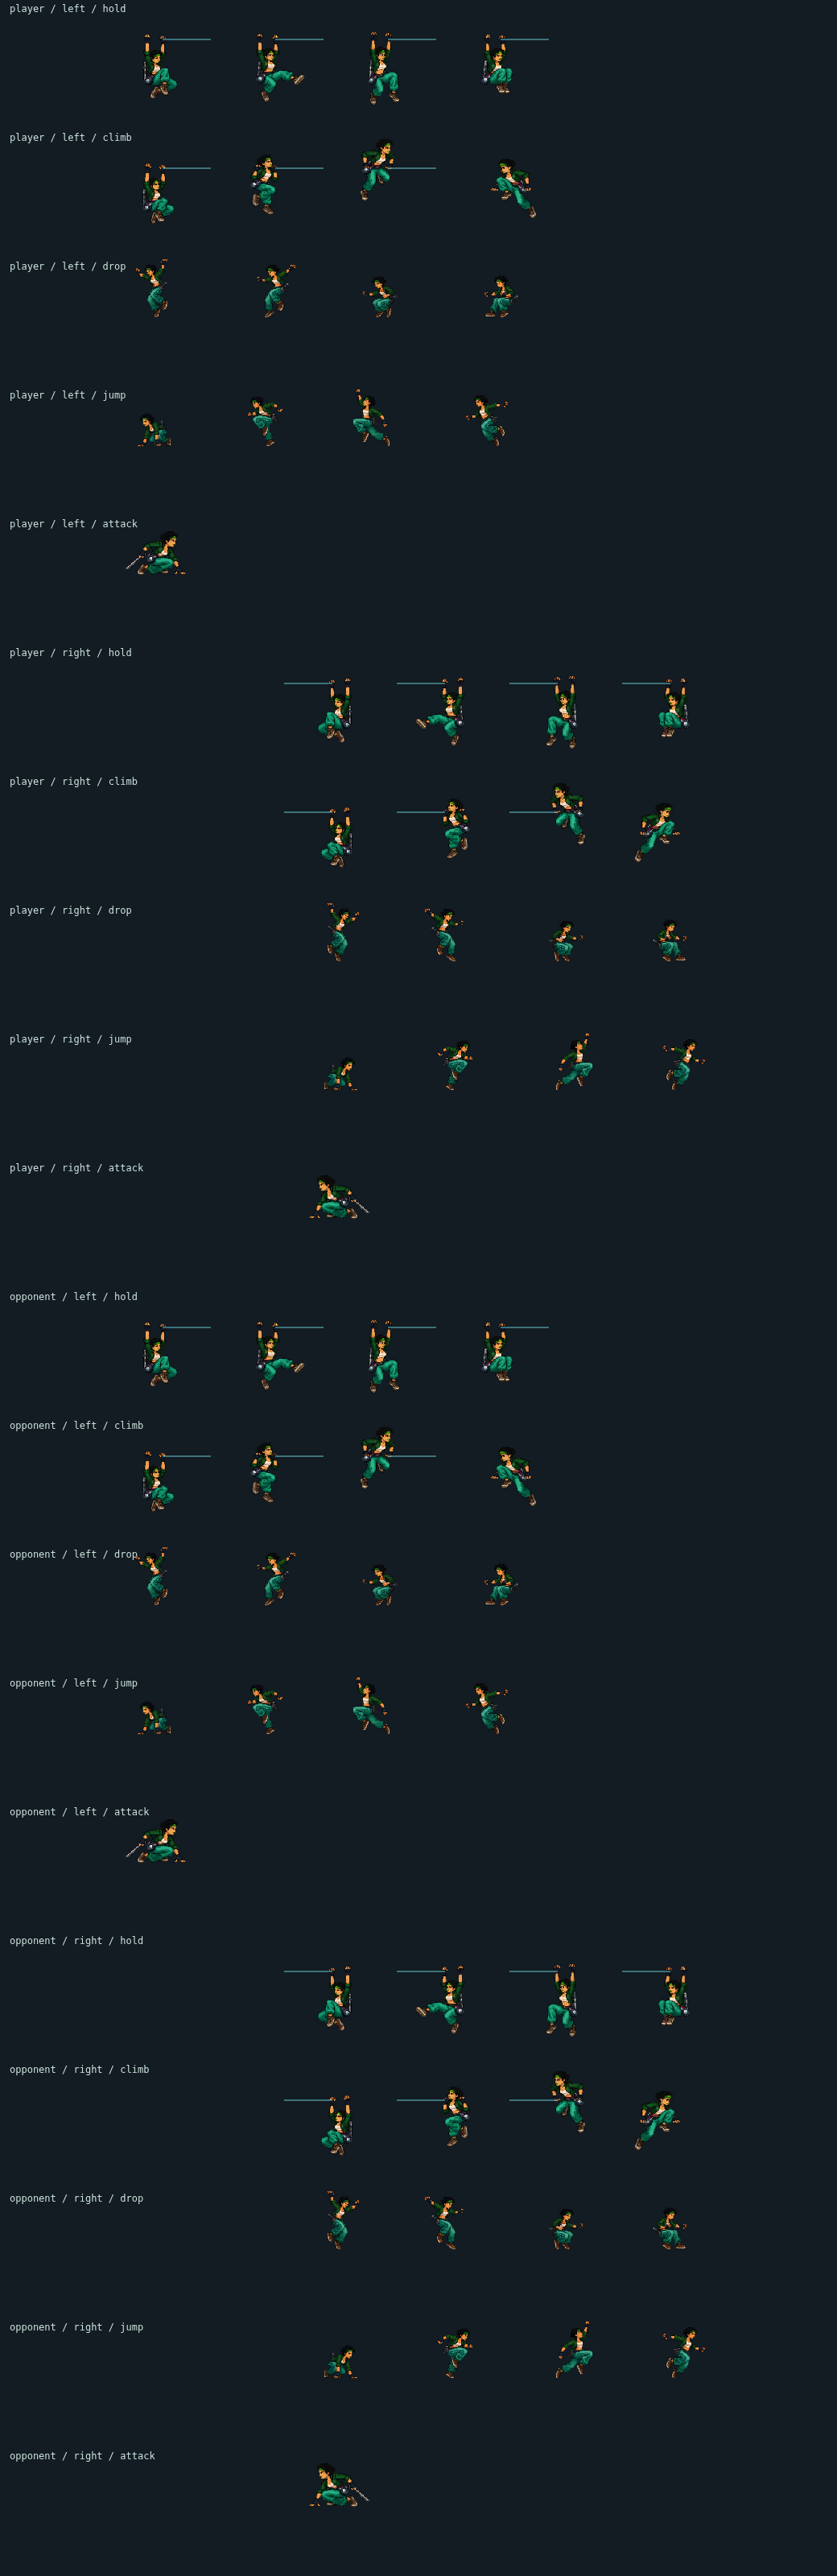 player / left / hold
player / left / climb
player / left / drop
player / left / jump
player / left / attack
player / right / hold
player / right / climb
player / right / drop
player / right / jump
player / right / attack
opponent / left / hold
opponent / left / climb
opponent / left / drop
opponent / left / jump
opponent / left / attack
opponent / right / hold
opponent / right / climb
opponent / right / drop
opponent / right / jump
opponent / right / attack